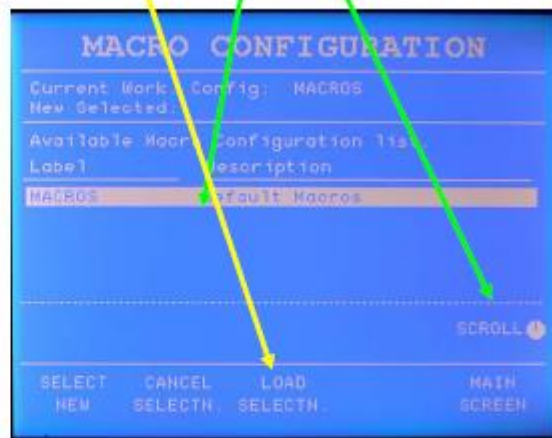 MACRO CONFIGURATION
Current Work. Config: MACROS
New Selected:
Available Macro Configuration list.
Label Description
MACROS Default Macros
SCROLL
SELECT CANCEL LOAD MAIN
NEW SELECTN. SELECTN. SCREEN